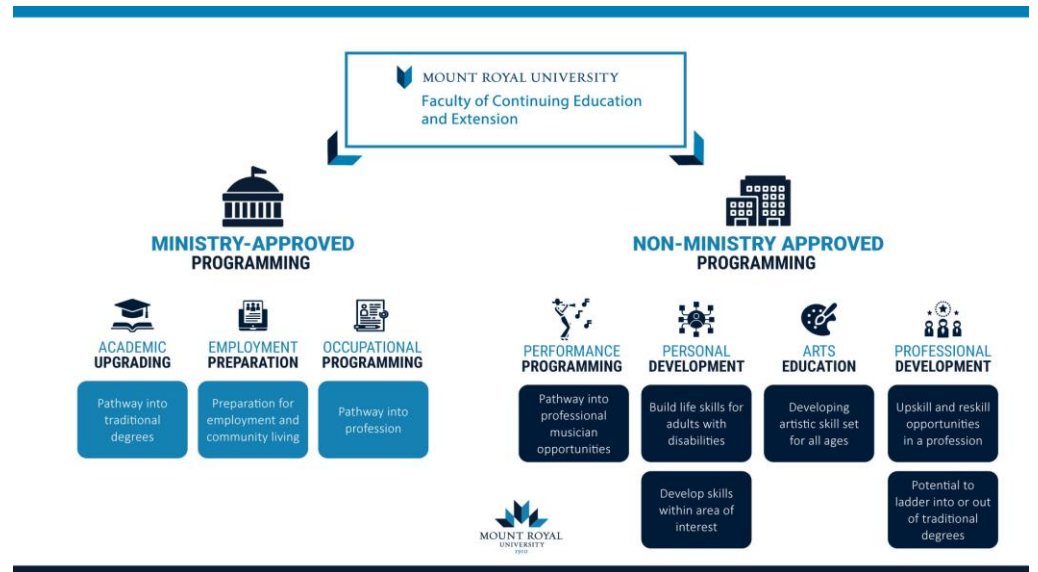 MOUNT ROYAL UNIVERSITY
Faculty of Continuing Education
and Extension
MINISTRY-APPROVED
PROGRAMMING
ACADEMIC
UPGRADING
Pathway into
traditional
degrees
EMPLOYMENT
PREPARATION
Preparation for
employment and
community living
OCCUPATIONAL
PROGRAMMING
Pathway into
profession
NON-MINISTRY APPROVED
PROGRAMMING
PERFORMANCE
PROGRAMMING
Pathway into
professional
musician
opportunities
PERSONAL
DEVELOPMENT
Build life skills for
adults with
disabilities
Develop skills
within area of
interest
ARTS
EDUCATION
Developing
artistic skill set
for all ages
PROFESSIONAL
DEVELOPMENT
Upskill and reskill
opportunities
in a profession
Potential to
ladder into or out
of traditional
degrees
MOUNT ROYAL
UNIVERSITY
1910